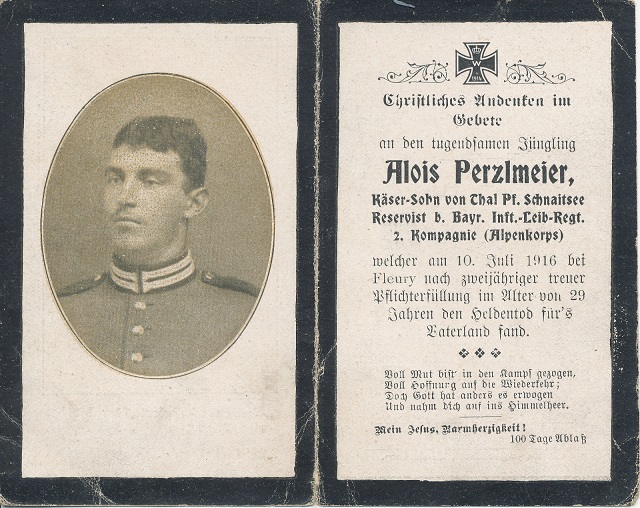 W
1914
Christliches Andenken im
Gebete
an den tugendsamen Jüngling
Alois Perzlmeier,
Käser-Sohn von Thal Pf. Schnaitsee
Reservist b. Bayr. Inft.-Leib-Regt.
2. Kompagnie (Alpenkorps)
welcher am 10. Juli 1916 bei
Fleury nach zweijähriger treuer
Pflichterfüllung im Alter von 29
Jahren den Heldentod für's
Vaterland fand.
Voll Mut bist in den Kampf gezogen,
Voll Hoffnung auf die Wiederkehr;
Doch Gott hat anders es erwogen
Und nahm dich auf ins Himmelheer.
Mein Jesus, Barmherzigkeit!
100 Tage Ablaß